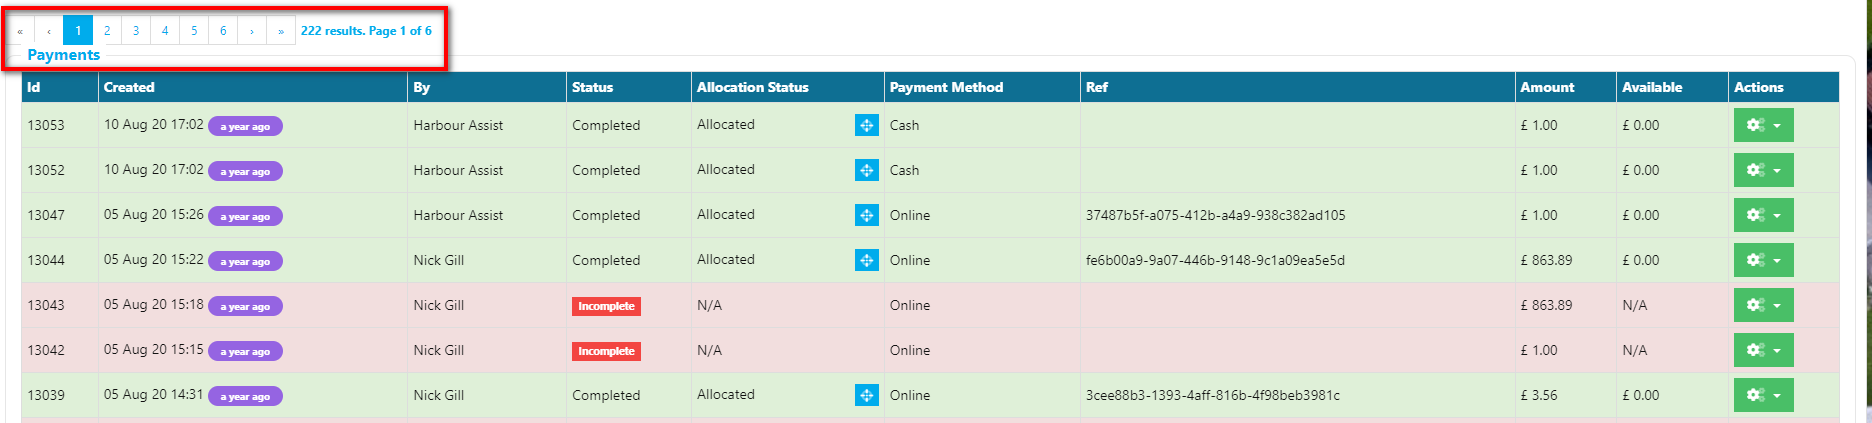 « ‹ 1 2 3 4 5 6 › » 222 results. Page 1 of 6
Payments
Id Created By Status Allocation Status Payment Method Ref Amount Available Actions
13053 10 Aug 20 17:02 a year ago Harbour Assist Completed Allocated Cash £ 1.00 £ 0.00
13052 10 Aug 20 17:02 a year ago Harbour Assist Completed Allocated Cash £ 1.00 £ 0.00
13047 05 Aug 20 15:26 a year ago Harbour Assist Completed Allocated Online 37487b5f-a075-412b-a4a9-938c382ad105 £ 1.00 £ 0.00
13044 05 Aug 20 15:22 a year ago Nick Gill Completed Allocated Online fe6b00a9-9a07-446b-9148-9c1a09ea5e5d £ 863.89 £ 0.00
13043 05 Aug 20 15:18 a year ago Nick Gill Incomplete N/A Online £ 863.89 N/A
13042 05 Aug 20 15:15 a year ago Nick Gill Incomplete N/A Online £ 1.00 N/A
13039 05 Aug 20 14:31 a year ago Nick Gill Completed Allocated Online 3cee88b3-1393-4aff-816b-4f98beb3981c £ 3.56 £ 0.00